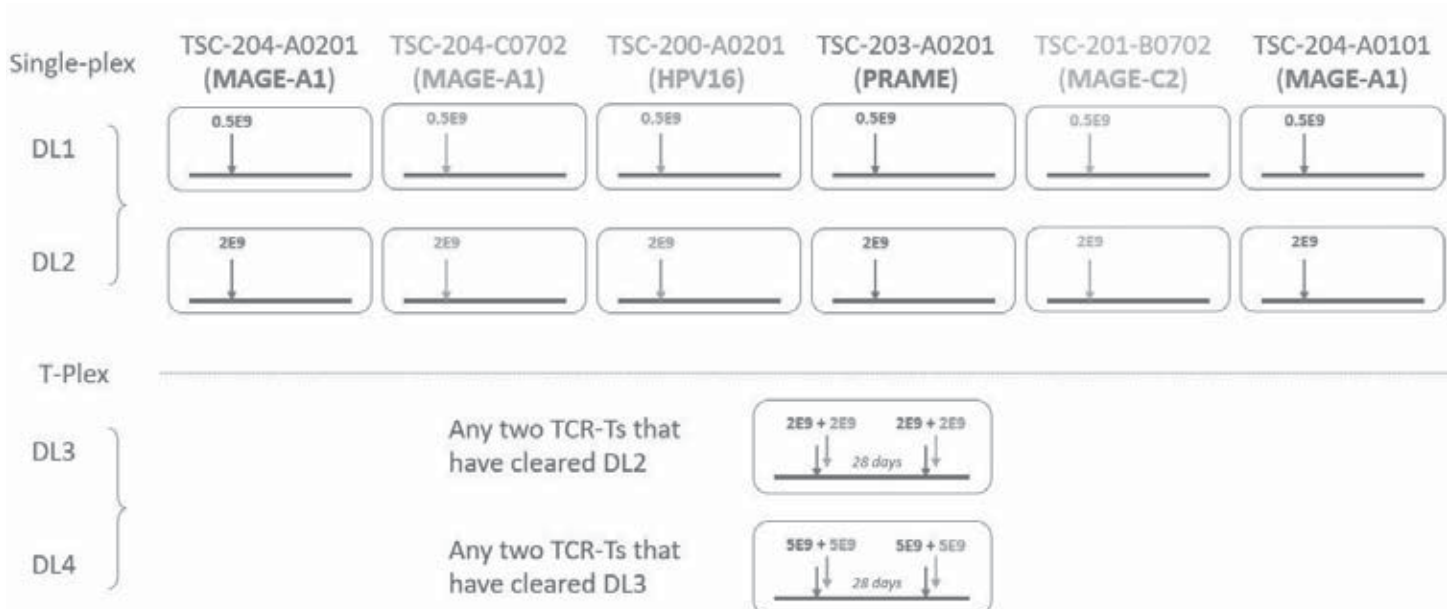 Single-plex
TSC-204-A0201 TSC-204-C0702 TSC-200-A0201 TSC-203-A0201 TSC-201-B0702 TSC-204-A0101
(MAGE-A1) (MAGE-A1) (HPV16) (PRAME) (MAGE-C2) (MAGE-A1)
DL1
0.5E9 0.5E9 0.5E9 0.5E9 0.5E9 0.5E9
DL2
2E9 2E9 2E9 2E9 2E9 2E9
T-Plex
DL3
Any two TCR-Ts that
have cleared DL2
2E9 + 2E9 2E9 + 2E9
28 days
DL4
Any two TCR-Ts that
have cleared DL3
5E9 + 5E9 5E9 + 5E9
28 days